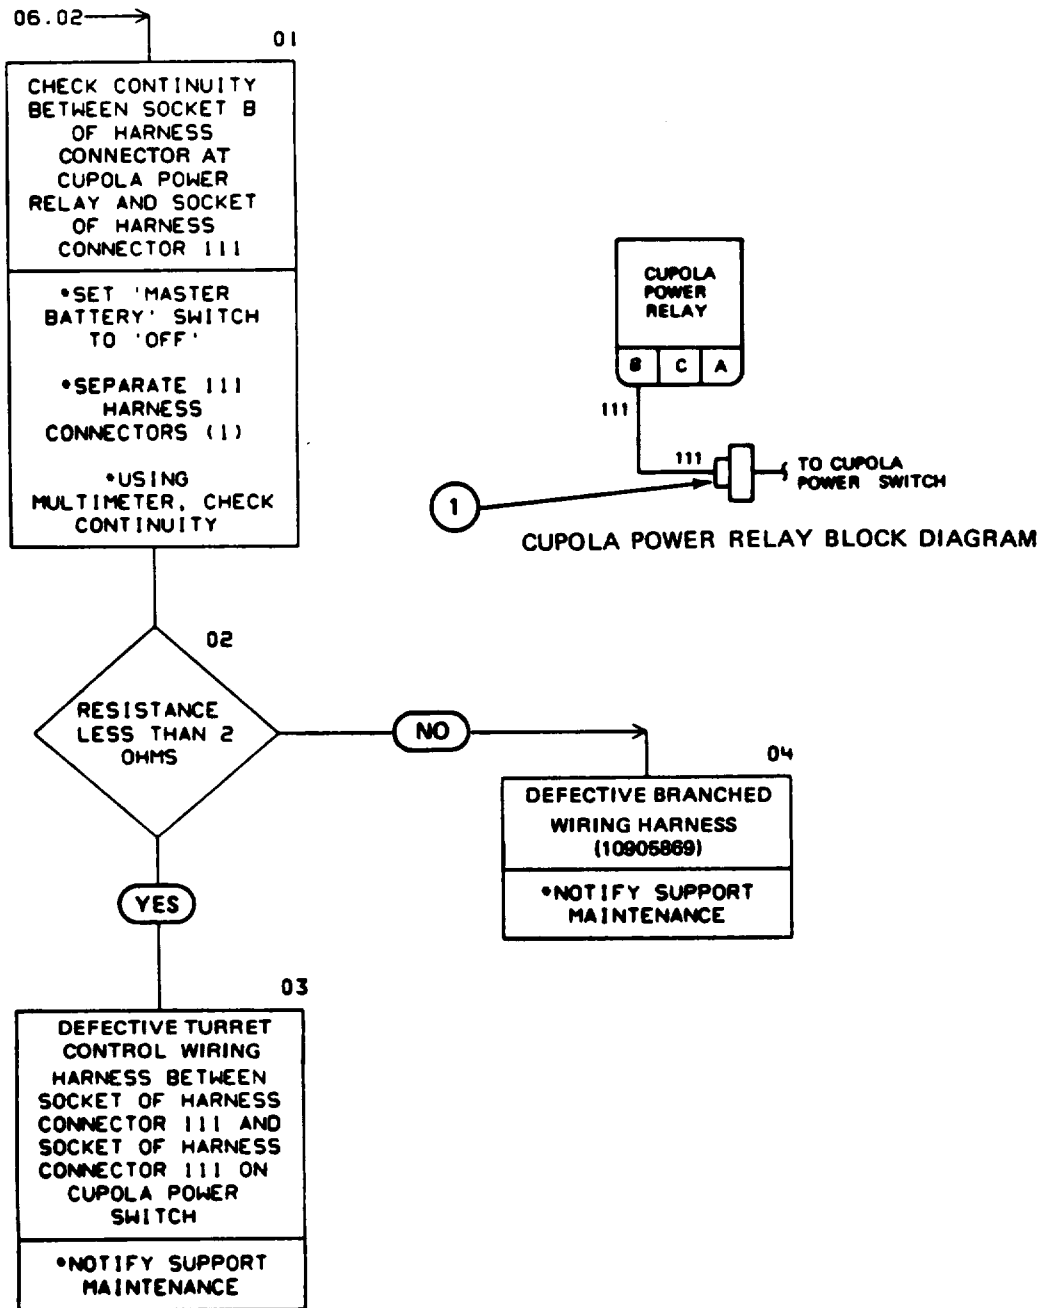 06.02
01
CHECK CONTINUITY
BETWEEN SOCKET B
OF HARNESS
CONNECTOR AT
CUPOLA POWER
RELAY AND SOCKET
OF HARNESS
CONNECTOR 111
*SET 'MASTER
BATTERY' SWITCH
TO 'OFF'
*SEPARATE 111
HARNESS
CONNECTORS (1)
*USING
MULTIMETER, CHECK
CONTINUITY
CUPOLA
POWER
RELAY
B C A
111
111
TO CUPOLA
POWER SWITCH
1
CUPOLA POWER RELAY BLOCK DIAGRAM
02
RESISTANCE
LESS THAN 2
OHMS
NO
04
DEFECTIVE BRANCHED
WIRING HARNESS
(10905869)
*NOTIFY SUPPORT
MAINTENANCE
YES
03
DEFECTIVE TURRET
CONTROL WIRING
HARNESS BETWEEN
SOCKET OF HARNESS
CONNECTOR 111 AND
SOCKET OF HARNESS
CONNECTOR 111 ON
CUPOLA POWER
SWITCH
*NOTIFY SUPPORT
MAINTENANCE